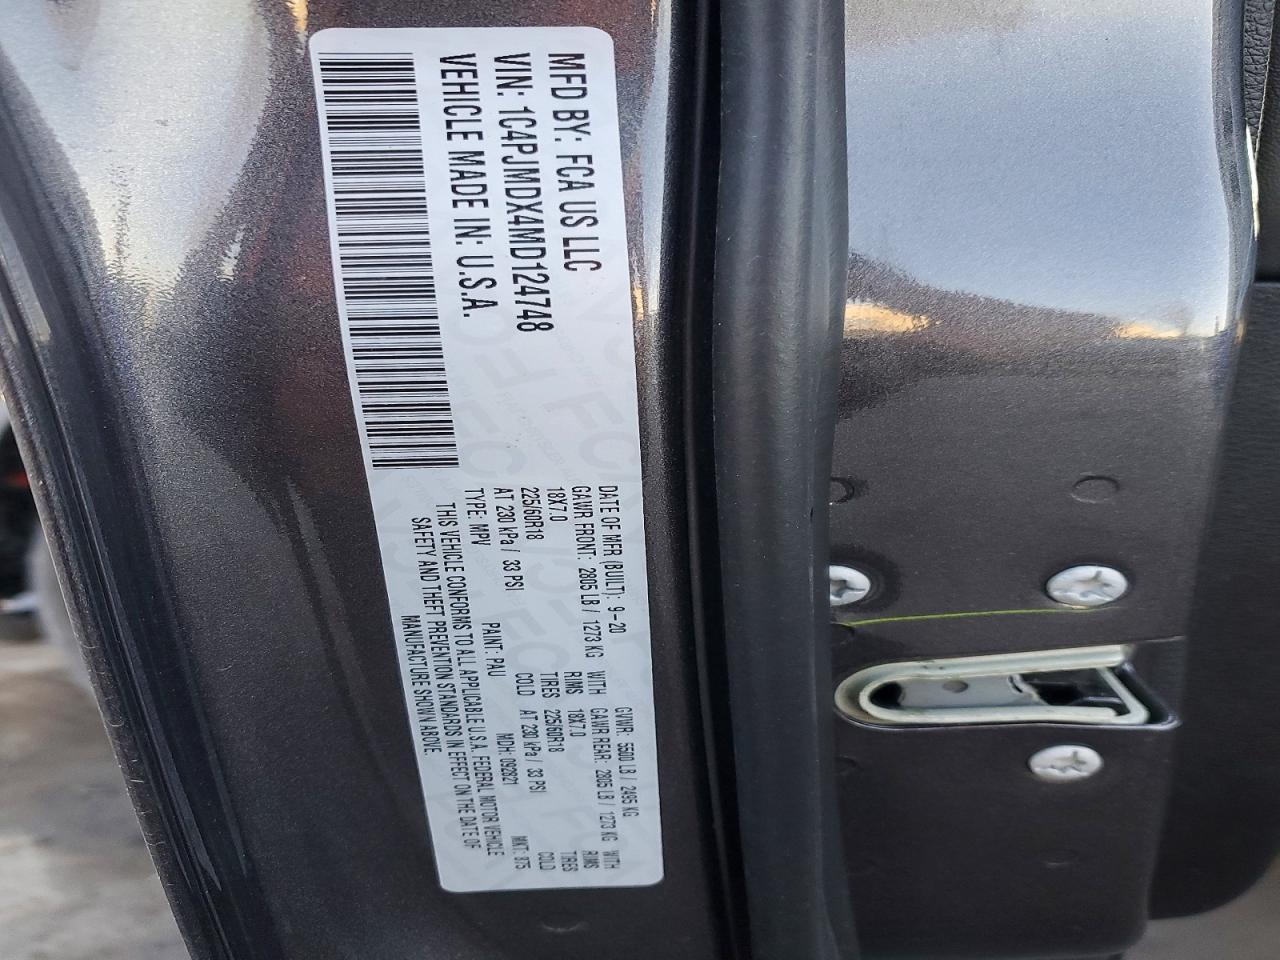 MFD BY: FCA US LLC
VIN: 1C4PJMDX4MD124748
VEHICLE MADE IN: U.S.A.
DATE OF MFR (BUILT): 9-20 GVWR: 5500 LB / 2495 KG
GAWR FRONT: 2805 LB / 1273 KG WITH GAWR REAR: 2805 LB / 1273 KG WITH
18X7.0 RIMS 18X7.0 RIMS
225/60R18 TIRES 225/60R18 TIRES
AT 230 kPa / 33 PSI COLD AT 230 kPa / 33 PSI COLD
TYPE: MPV PAINT: PAU MDH: 092821 MKT: 875
THIS VEHICLE CONFORMS TO ALL APPLICABLE U.S.A. FEDERAL MOTOR VEHICLE
SAFETY AND THEFT PREVENTION STANDARDS IN EFFECT ON THE DATE OF
MANUFACTURE SHOWN ABOVE.